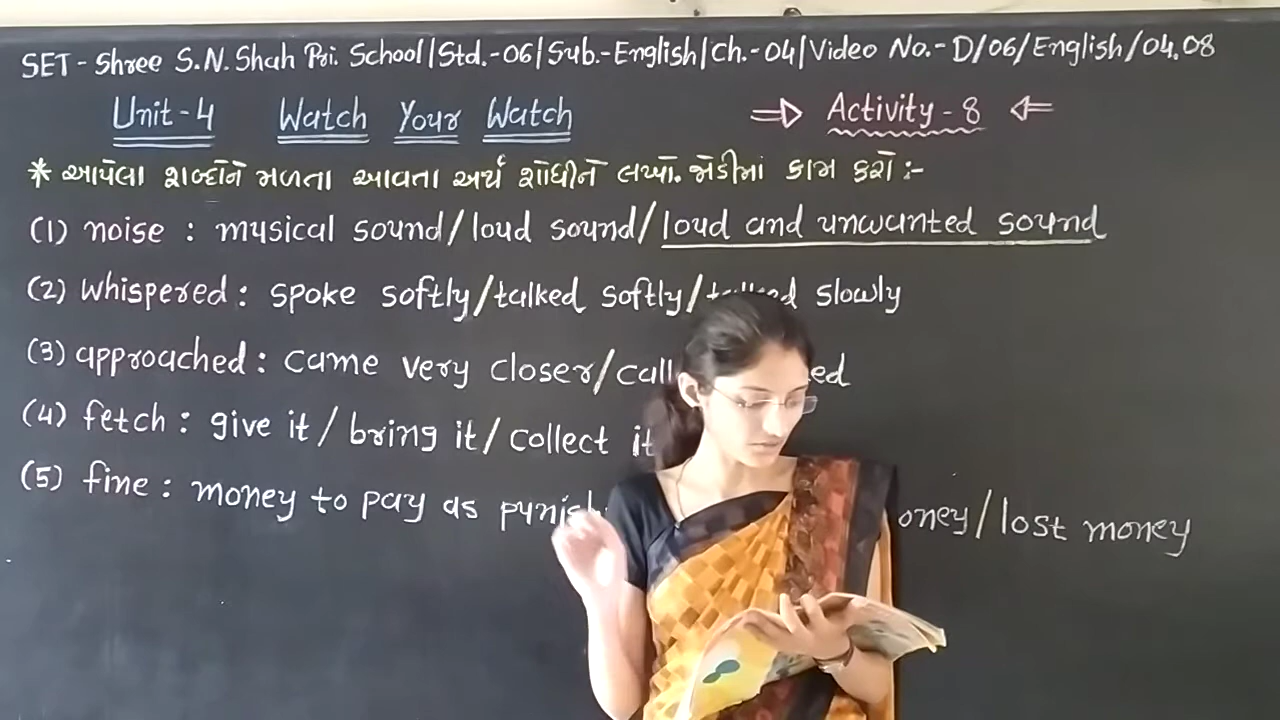 SET - Shree S.N. Shah Pri. School | Std.-06 | Sub.-English | Ch.-04 | Video No.- D/06/English/04.08
Unit-4 Watch Your Watch ⇒ Activity-8 ⇐
* આપેલા શબ્દોને મળતા આવતા અર્થ શોધીને લખો. જોડીમાં કામ કરો :-
(1) noise : musical sound/loud sound/loud and unwanted sound
(2) whispered : spoke softly/talked softly/talked slowly
(3) approached : came very closer/
(4) fetch : give it / bring it / collect it
(5) fine : money to pay as / lost money